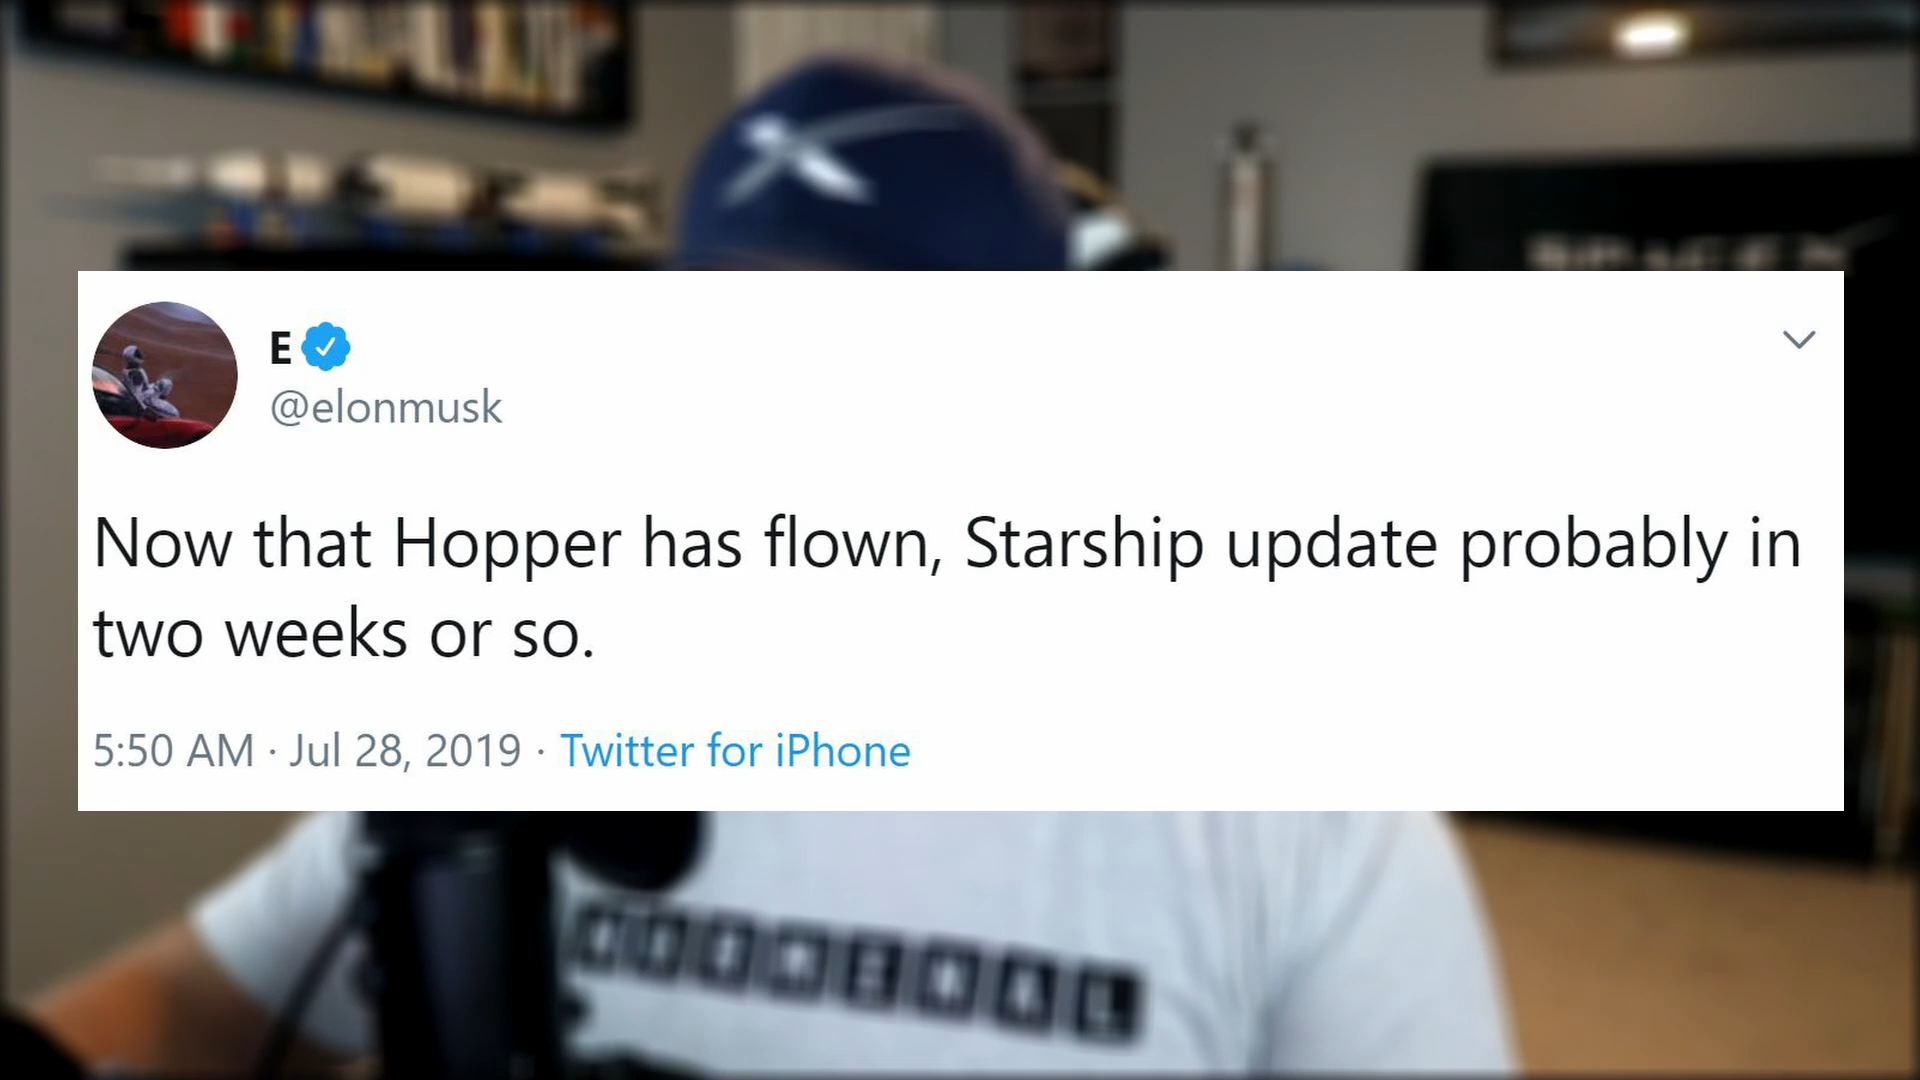 SPACEX
E
@elonmusk
Now that Hopper has flown, Starship update probably in
two weeks or so.
5:50 AM · Jul 28, 2019 · Twitter for iPhone